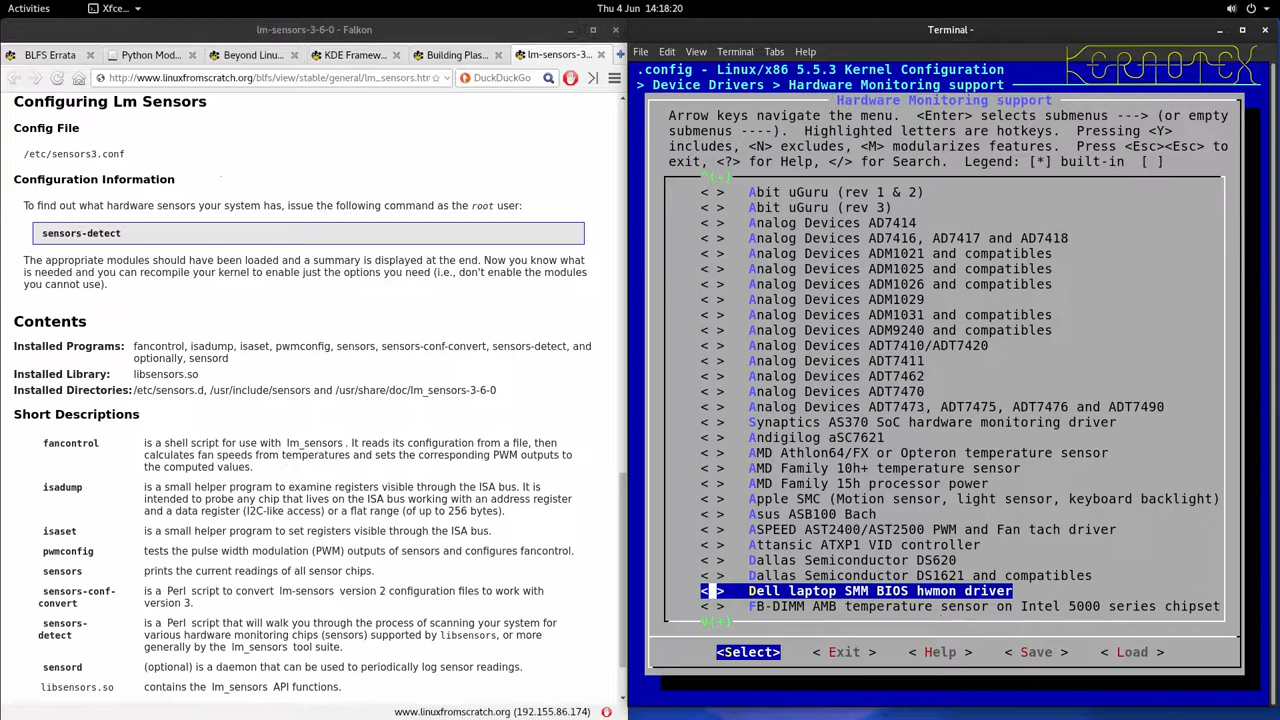 Activities
Xfce...
Thu 4 Jun 14:18:20
lm-sensors-3-6-0 - Falkon
BLFS Errata
Python Mod...
Beyond Linu...
KDE Framew...
Building Plas...
lm-sensors-3...
http://www.linuxfromscratch.org/blfs/view/stable/general/lm_sensors.htm
DuckDuckGo
Configuring Lm Sensors
Config File
/etc/sensors3.conf
Configuration Information
To find out what hardware sensors your system has, issue the following command as the root user:
sensors-detect
The appropriate modules should have been loaded and a summary is displayed at the end. Now you know what
is needed and you can recompile your kernel to enable just the options you need (i.e., don't enable the modules
you cannot use).
Contents
Installed Programs: fancontrol, isadump, isaset, pwmconfig, sensors, sensors-conf-convert, sensors-detect, and
optionally, sensord
Installed Library: libsensors.so
Installed Directories: /etc/sensors.d, /usr/include/sensors and /usr/share/doc/lm_sensors-3-6-0
Short Descriptions
fancontrol is a shell script for use with lm_sensors. It reads its configuration from a file, then
calculates fan speeds from temperatures and sets the corresponding PWM outputs to
the computed values.
isadump is a small helper program to examine registers visible through the ISA bus. It is
intended to probe any chip that lives on the ISA bus working with an address register
and a data register (I2C-like access) or a flat range (of up to 256 bytes).
isaset is a small helper program to set registers visible through the ISA bus.
pwmconfig tests the pulse width modulation (PWM) outputs of sensors and configures fancontrol.
sensors prints the current readings of all sensor chips.
sensors-conf- is a Perl script to convert lm-sensors version 2 configuration files to work with
convert version 3.
sensors- is a Perl script that will walk you through the process of scanning your system for
detect various hardware monitoring chips (sensors) supported by libsensors, or more
generally by the lm_sensors tool suite.
sensord (optional) is a daemon that can be used to periodically log sensor readings.
libsensors.so contains the lm_sensors API functions.
www.linuxfromscratch.org (192.155.86.174)
Terminal -
File Edit View Terminal Tabs Help
KERNOTEX
.config - Linux/x86 5.5.3 Kernel Configuration
> Device Drivers > Hardware Monitoring support
Hardware Monitoring support
Arrow keys navigate the menu. <Enter> selects submenus ---> (or empty
submenus ----). Highlighted letters are hotkeys. Pressing <Y>
includes, <N> excludes, <M> modularizes features. Press <Esc><Esc> to
exit, <?> for Help, </> for Search. Legend: [*] built-in [ ]
^(-)
< > Abit uGuru (rev 1 & 2)
< > Abit uGuru (rev 3)
< > Analog Devices AD7414
< > Analog Devices AD7416, AD7417 and AD7418
< > Analog Devices ADM1021 and compatibles
< > Analog Devices ADM1025 and compatibles
< > Analog Devices ADM1026 and compatibles
< > Analog Devices ADM1029
< > Analog Devices ADM1031 and compatibles
< > Analog Devices ADM9240 and compatibles
< > Analog Devices ADT7410/ADT7420
< > Analog Devices ADT7411
< > Analog Devices ADT7462
< > Analog Devices ADT7470
< > Analog Devices ADT7473, ADT7475, ADT7476 and ADT7490
< > Synaptics AS370 SoC hardware monitoring driver
< > Andigilog aSC7621
< > AMD Athlon64/FX or Opteron temperature sensor
< > AMD Family 10h+ temperature sensor
< > AMD Family 15h processor power
< > Apple SMC (Motion sensor, light sensor, keyboard backlight)
< > Asus ASB100 Bach
< > ASPEED AST2400/AST2500 PWM and Fan tach driver
< > Attansic ATXP1 VID controller
< > Dallas Semiconductor DS620
< > Dallas Semiconductor DS1621 and compatibles
< > Dell laptop SMM BIOS hwmon driver
< > FB-DIMM AMB temperature sensor on Intel 5000 series chipset
v(+)
<Select> < Exit > < Help > < Save > < Load >